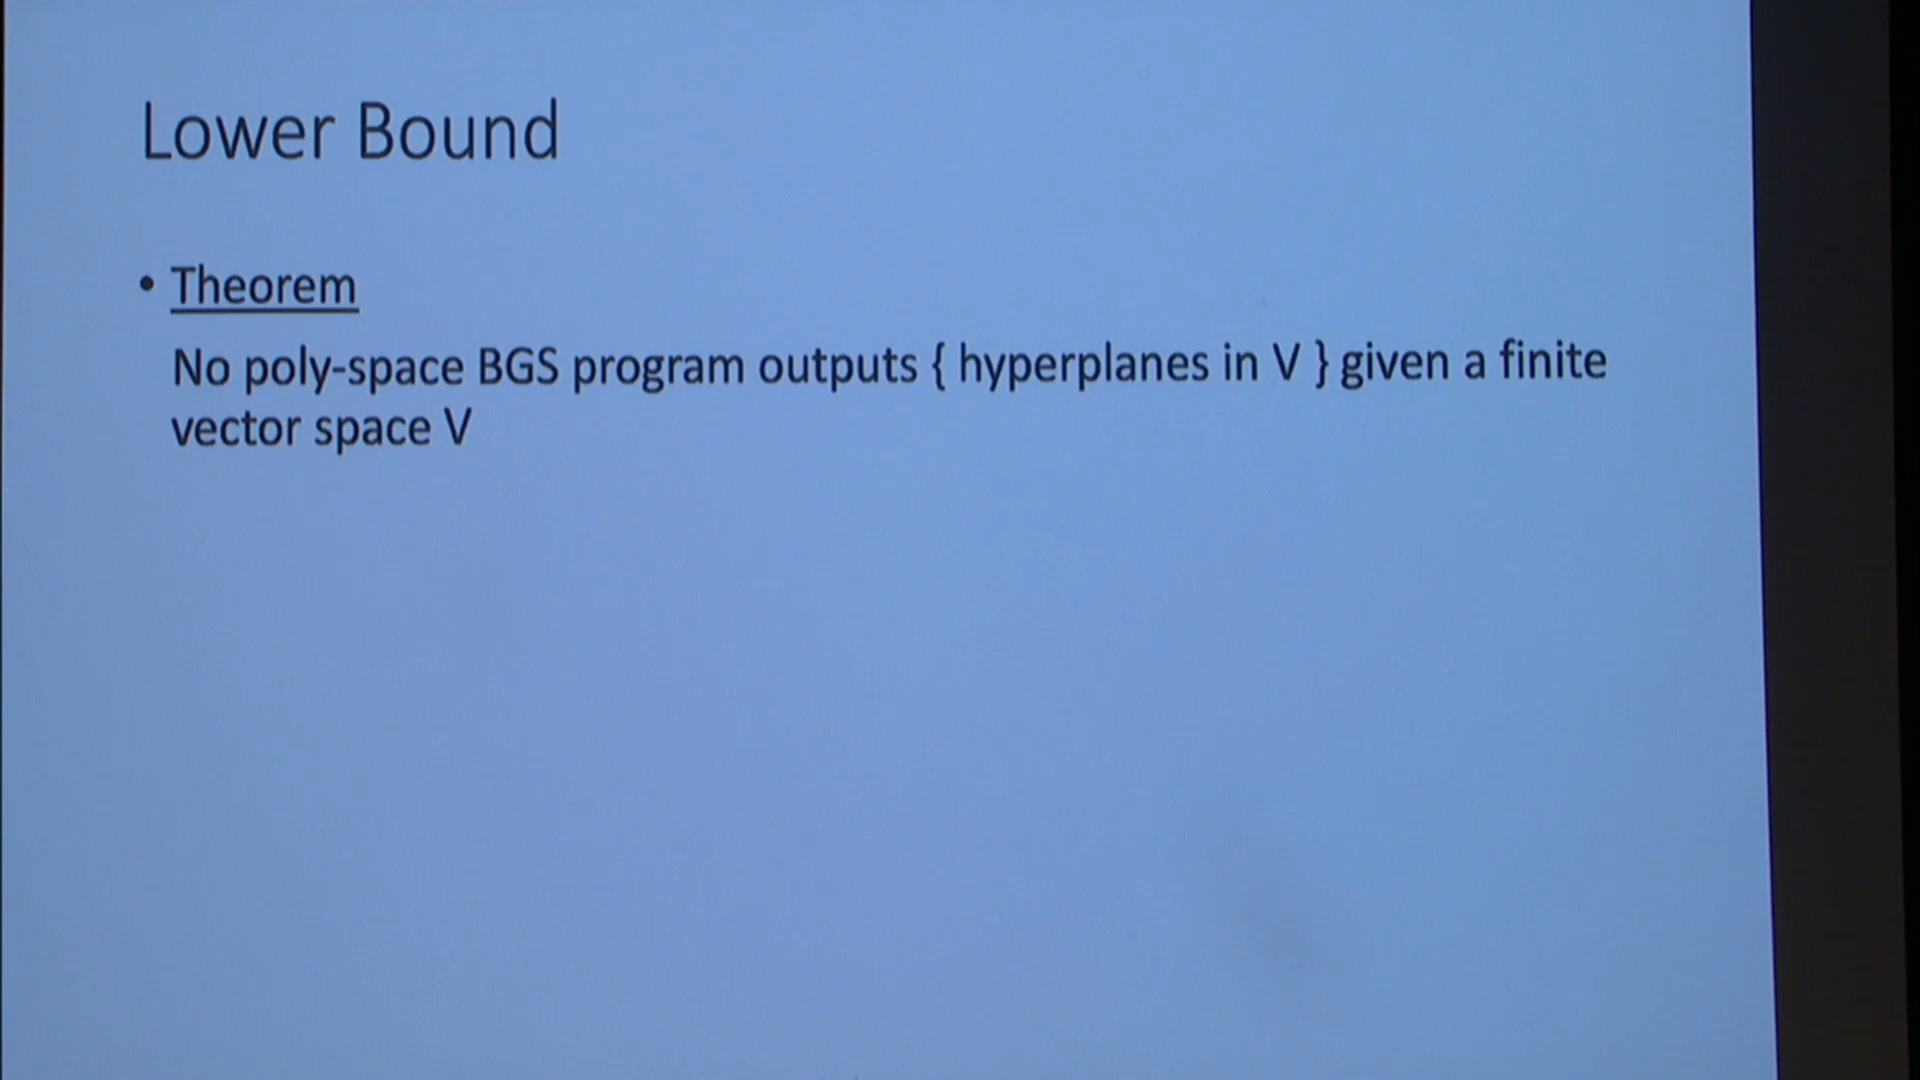 Lower Bound
• Theorem
No poly-space BGS program outputs { hyperplanes in V } given a finite
vector space V